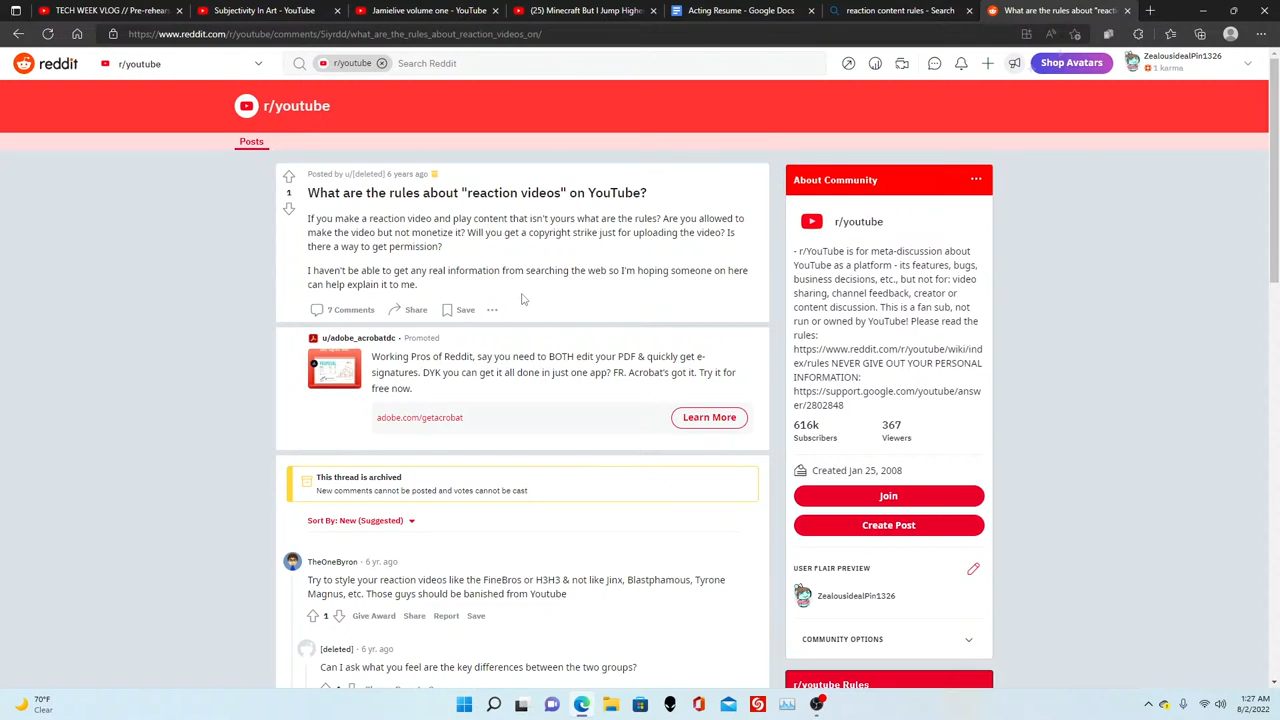 TECH WEEK VLOG // Pre-rehears
Subjectivity In Art - YouTube
Jamielive volume one - YouTube
(25) Minecraft But I Jump Higher
Acting Resume - Google Docs
reaction content rules - Search
What are the rules about "reacti
https://www.reddit.com/r/youtube/comments/5iyrdd/what_are_the_rules_about_reaction_videos_on/
reddit
r/youtube
r/youtube
Search Reddit
Shop Avatars
ZealousidealPin1326
1 karma
r/youtube
Posts
Posted by u/[deleted] 6 years ago
1
What are the rules about "reaction videos" on YouTube?
If you make a reaction video and play content that isn't yours what are the rules? Are you allowed to
make the video but not monetize it? Will you get a copyright strike just for uploading the video? Is
there a way to get permission?
I haven't be able to get any real information from searching the web so I'm hoping someone on here
can help explain it to me.
7 Comments
Share
Save
u/adobe_acrobatdc • Promoted
Working Pros of Reddit, say you need to BOTH edit your PDF & quickly get e-
signatures. DYK you can get it all done in just one app? FR. Acrobat's got it. Try it for
free now.
adobe.com/getacrobat
Learn More
This thread is archived
New comments cannot be posted and votes cannot be cast
Sort By: New (Suggested)
TheOneByron · 6 yr. ago
Try to style your reaction videos like the FineBros or H3H3 & not like Jinx, Blastphamous, Tyrone
Magnus, etc. Those guys should be banished from Youtube
1
Give Award
Share
Report
Save
[deleted] · 6 yr. ago
Can I ask what you feel are the key differences between the two groups?
About Community
r/youtube
- r/YouTube is for meta-discussion about
YouTube as a platform - its features, bugs,
business decisions, etc., but not for: video
sharing, channel feedback, creator or
content discussion. This is a fan sub, not
run or owned by YouTube! Please read the
rules:
https://www.reddit.com/r/youtube/wiki/ind
ex/rules NEVER GIVE OUT YOUR PERSONAL
INFORMATION:
https://support.google.com/youtube/answ
er/2802848
616k
Subscribers
367
Viewers
Created Jan 25, 2008
Join
Create Post
USER FLAIR PREVIEW
ZealousidealPin1326
COMMUNITY OPTIONS
r/youtube Rules
70°F
Clear
1:27 AM
8/2/2022